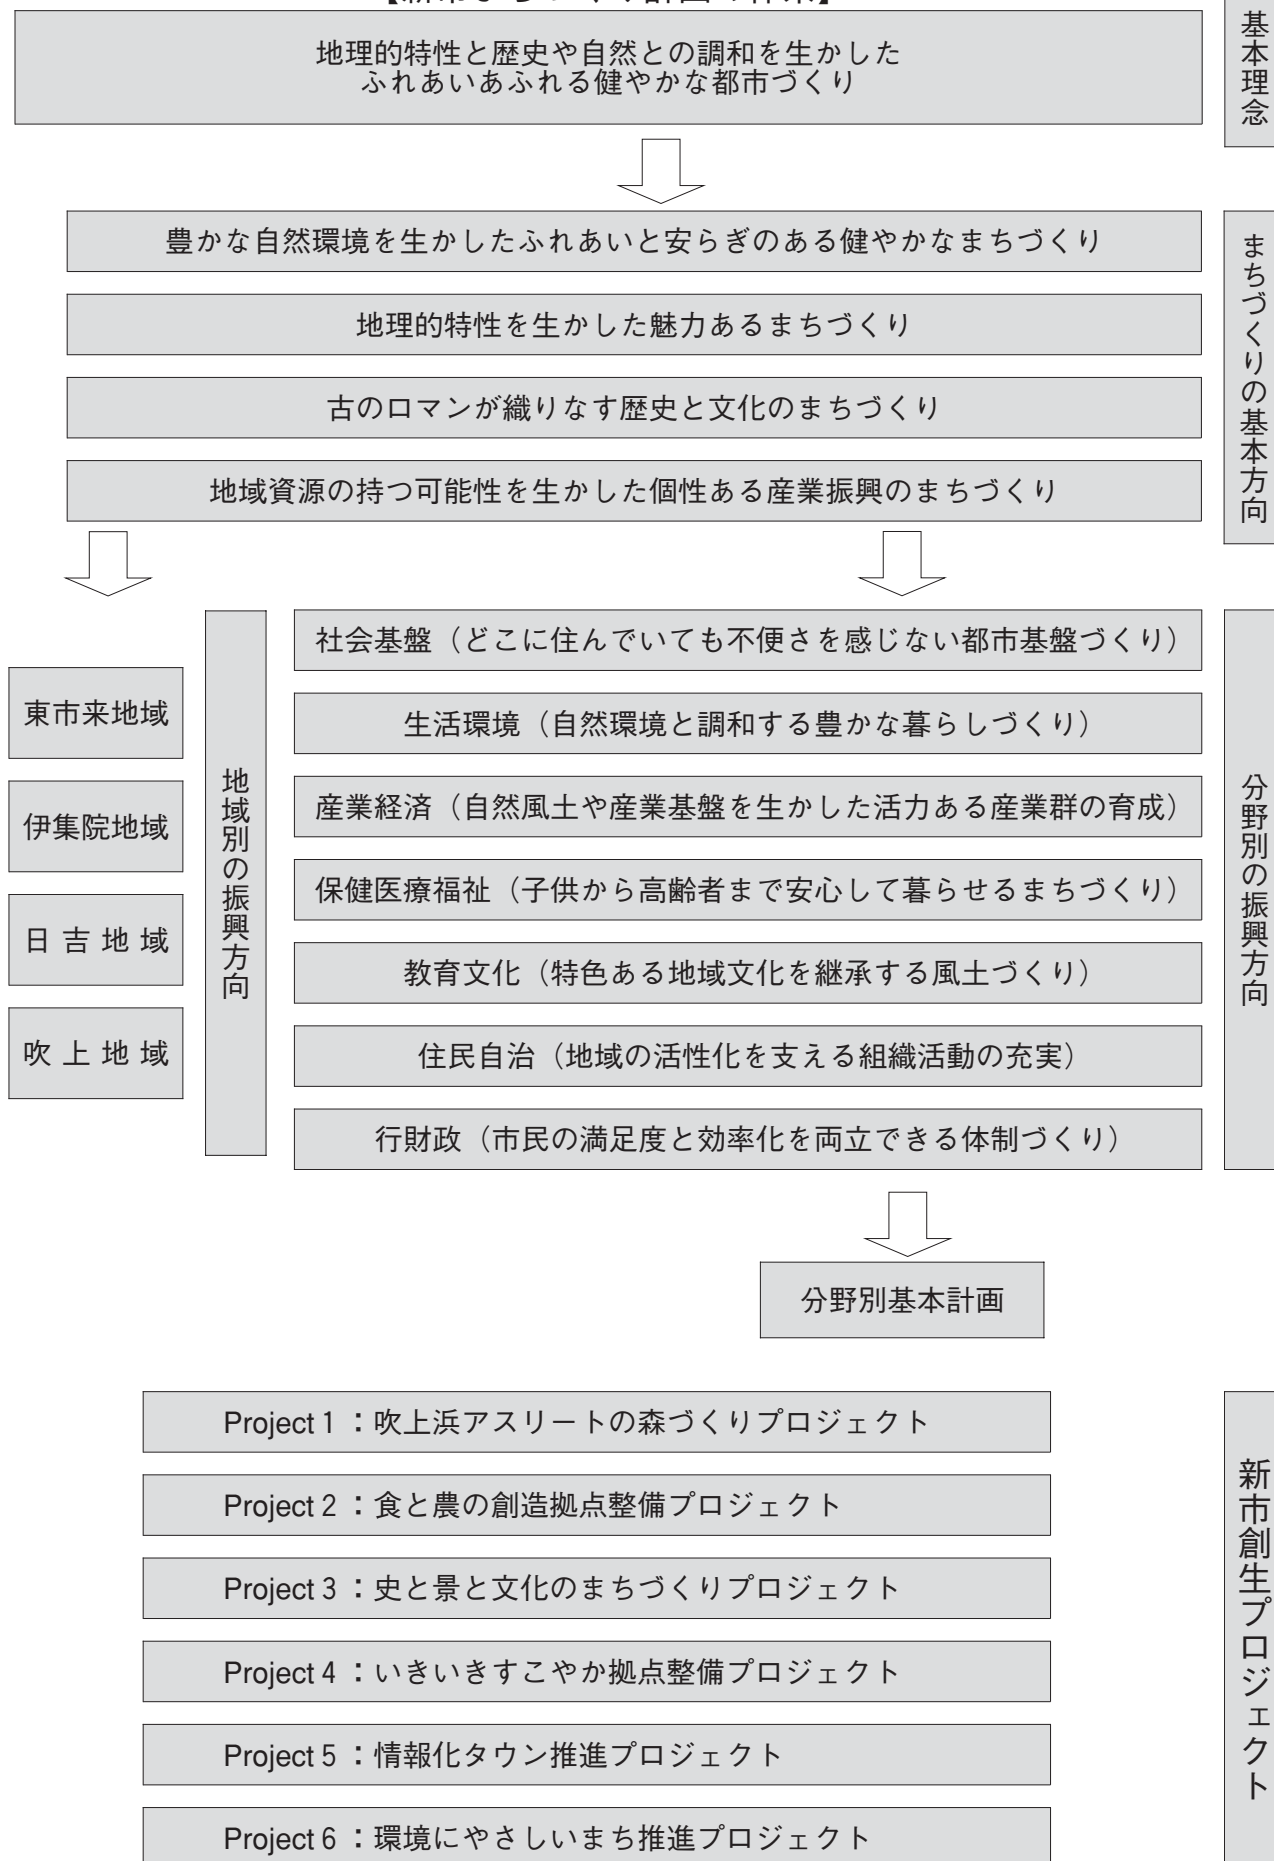 地理的特性と歴史や自然との調和を生かした
ふれあいあふれる健やかな都市づくり
基本理念
豊かな自然環境を生かしたふれあいと安らぎのある健やかなまちづくり
地理的特性を生かした魅力あるまちづくり
古のロマンが織りなす歴史と文化のまちづくり
地域資源の持つ可能性を生かした個性ある産業振興のまちづくり
まちづくりの基本方向
東市来地域
伊集院地域
日吉地域
吹上地域
地域別の振興方向
社会基盤（どこに住んでいても不便さを感じない都市基盤づくり）
生活環境（自然環境と調和する豊かな暮らしづくり）
産業経済（自然風土や産業基盤を生かした活力ある産業群の育成）
保健医療福祉（子供から高齢者まで安心して暮らせるまちづくり）
教育文化（特色ある地域文化を継承する風土づくり）
住民自治（地域の活性化を支える組織活動の充実）
行財政（市民の満足度と効率化を両立できる体制づくり）
分野別の振興方向
分野別基本計画
Project 1：吹上浜アスリートの森づくりプロジェクト
Project 2：食と農の創造拠点整備プロジェクト
Project 3：史と景と文化のまちづくりプロジェクト
Project 4：いきいきすこやか拠点整備プロジェクト
Project 5：情報化タウン推進プロジェクト
Project 6：環境にやさしいまち推進プロジェクト
新市創生プロジェクト